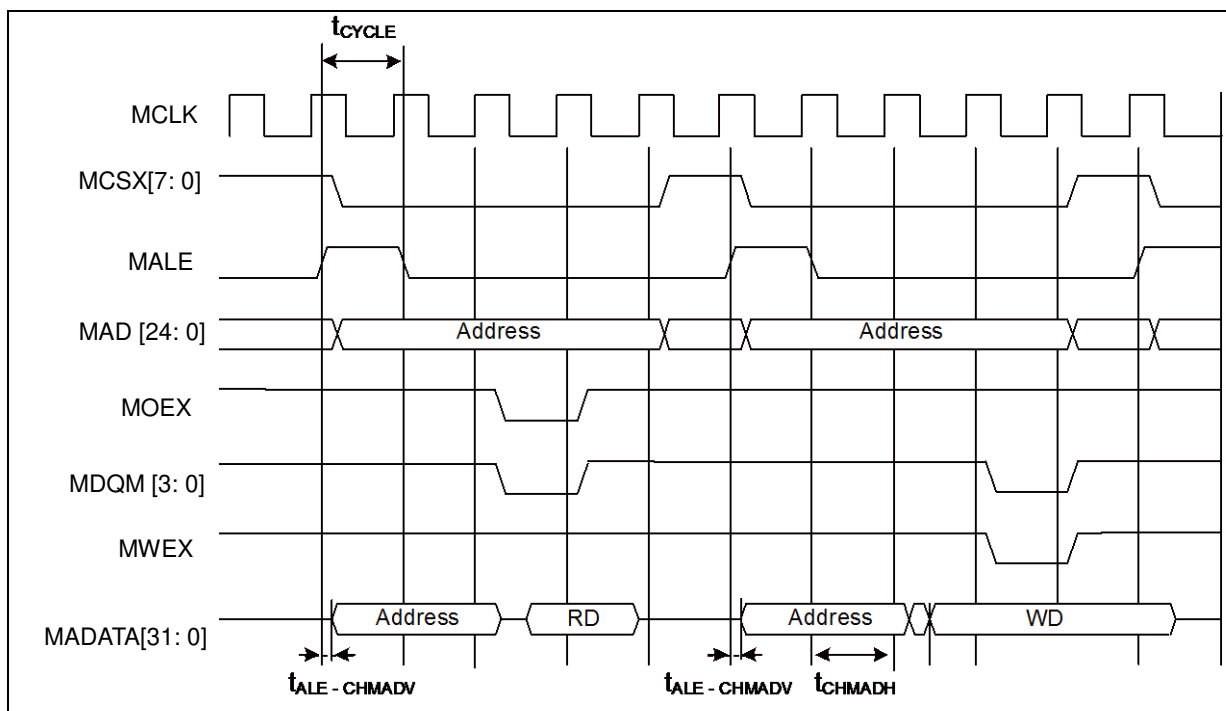 tCYCLE
MCLK
MCSX[7: 0]
MALE
MAD [24: 0]
Address
Address
MOEX
MDQM [3: 0]
MWEX
MADATA[31: 0]
Address
RD
Address
WD
tALE - CHMADV
tALE - CHMADV
tCHMADH